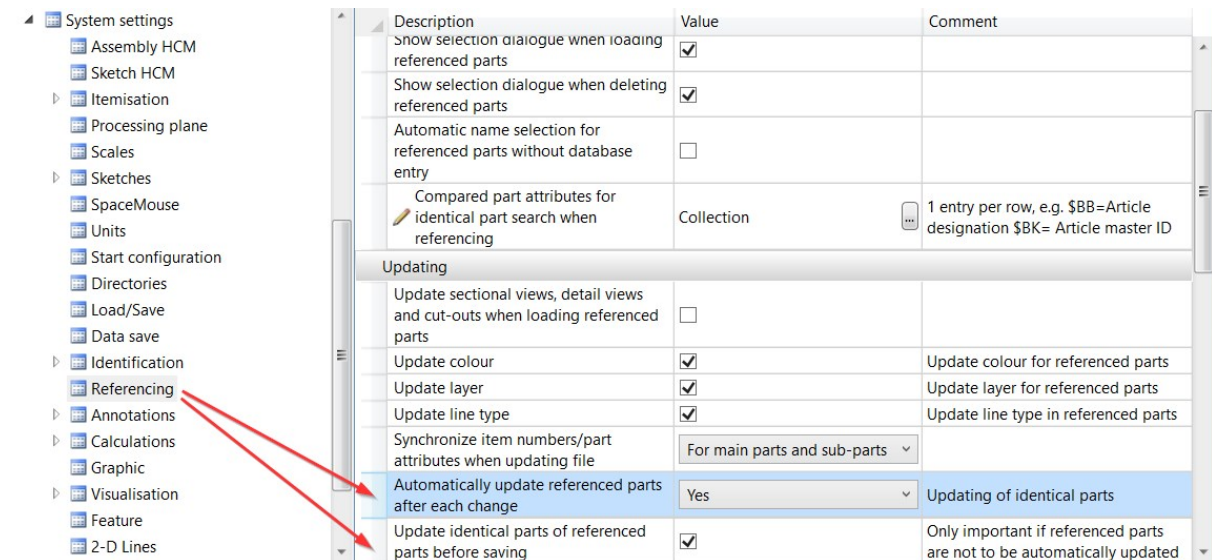 System settings
Assembly HCM
Sketch HCM
Itemisation
Processing plane
Scales
Sketches
SpaceMouse
Units
Start configuration
Directories
Load/Save
Data save
Identification
Referencing
Annotations
Calculations
Graphic
Visualisation
Feature
2-D Lines
Description Value Comment
Show selection dialogue when loading
referenced parts
Show selection dialogue when deleting
referenced parts
Automatic name selection for
referenced parts without database
entry
Compared part attributes for
identical part search when
referencing
Collection
...
1 entry per row, e.g. $BB=Article
designation $BK= Article master ID
Updating
Update sectional views, detail views
and cut-outs when loading referenced
parts
Update colour Update colour for referenced parts
Update layer Update layer for referenced parts
Update line type Update line type in referenced parts
Synchronize item numbers/part
attributes when updating file
For main parts and sub-parts
Automatically update referenced parts
after each change
Yes
Updating of identical parts
Update identical parts of referenced
parts before saving
Only important if referenced parts
are not to be automatically updated